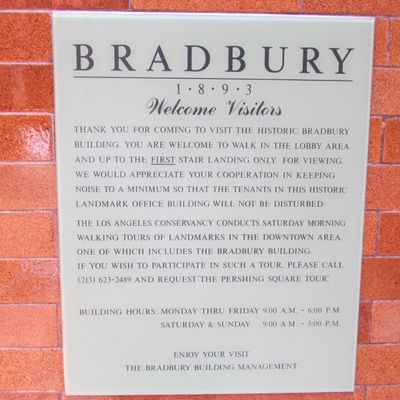 BRADBURY
1·8·9·3
Welcome Visitors
THANK YOU FOR COMING TO VISIT THE HISTORIC BRADBURY
BUILDING. YOU ARE WELCOME TO WALK IN THE LOBBY AREA
AND UP TO THE FIRST STAIR LANDING ONLY FOR VIEWING.
WE WOULD APPRECIATE YOUR COOPERATION IN KEEPING
NOISE TO A MINIMUM SO THAT THE TENANTS IN THIS HISTORIC
LANDMARK OFFICE BUILDING WILL NOT BE DISTURBED.
THE LOS ANGELES CONSERVANCY CONDUCTS SATURDAY MORNING
WALKING TOURS OF LANDMARKS IN THE DOWNTOWN AREA,
ONE OF WHICH INCLUDES THE BRADBURY BUILDING.
IF YOU WISH TO PARTICIPATE IN SUCH A TOUR, PLEASE CALL
(213) 623-2489 AND REQUEST "THE PERSHING SQUARE TOUR".
BUILDING HOURS: MONDAY THRU FRIDAY 9:00 A.M. - 6:00 P.M.
SATURDAY & SUNDAY 9:00 A.M. - 5:00 P.M.
ENJOY YOUR VISIT
THE BRADBURY BUILDING MANAGEMENT